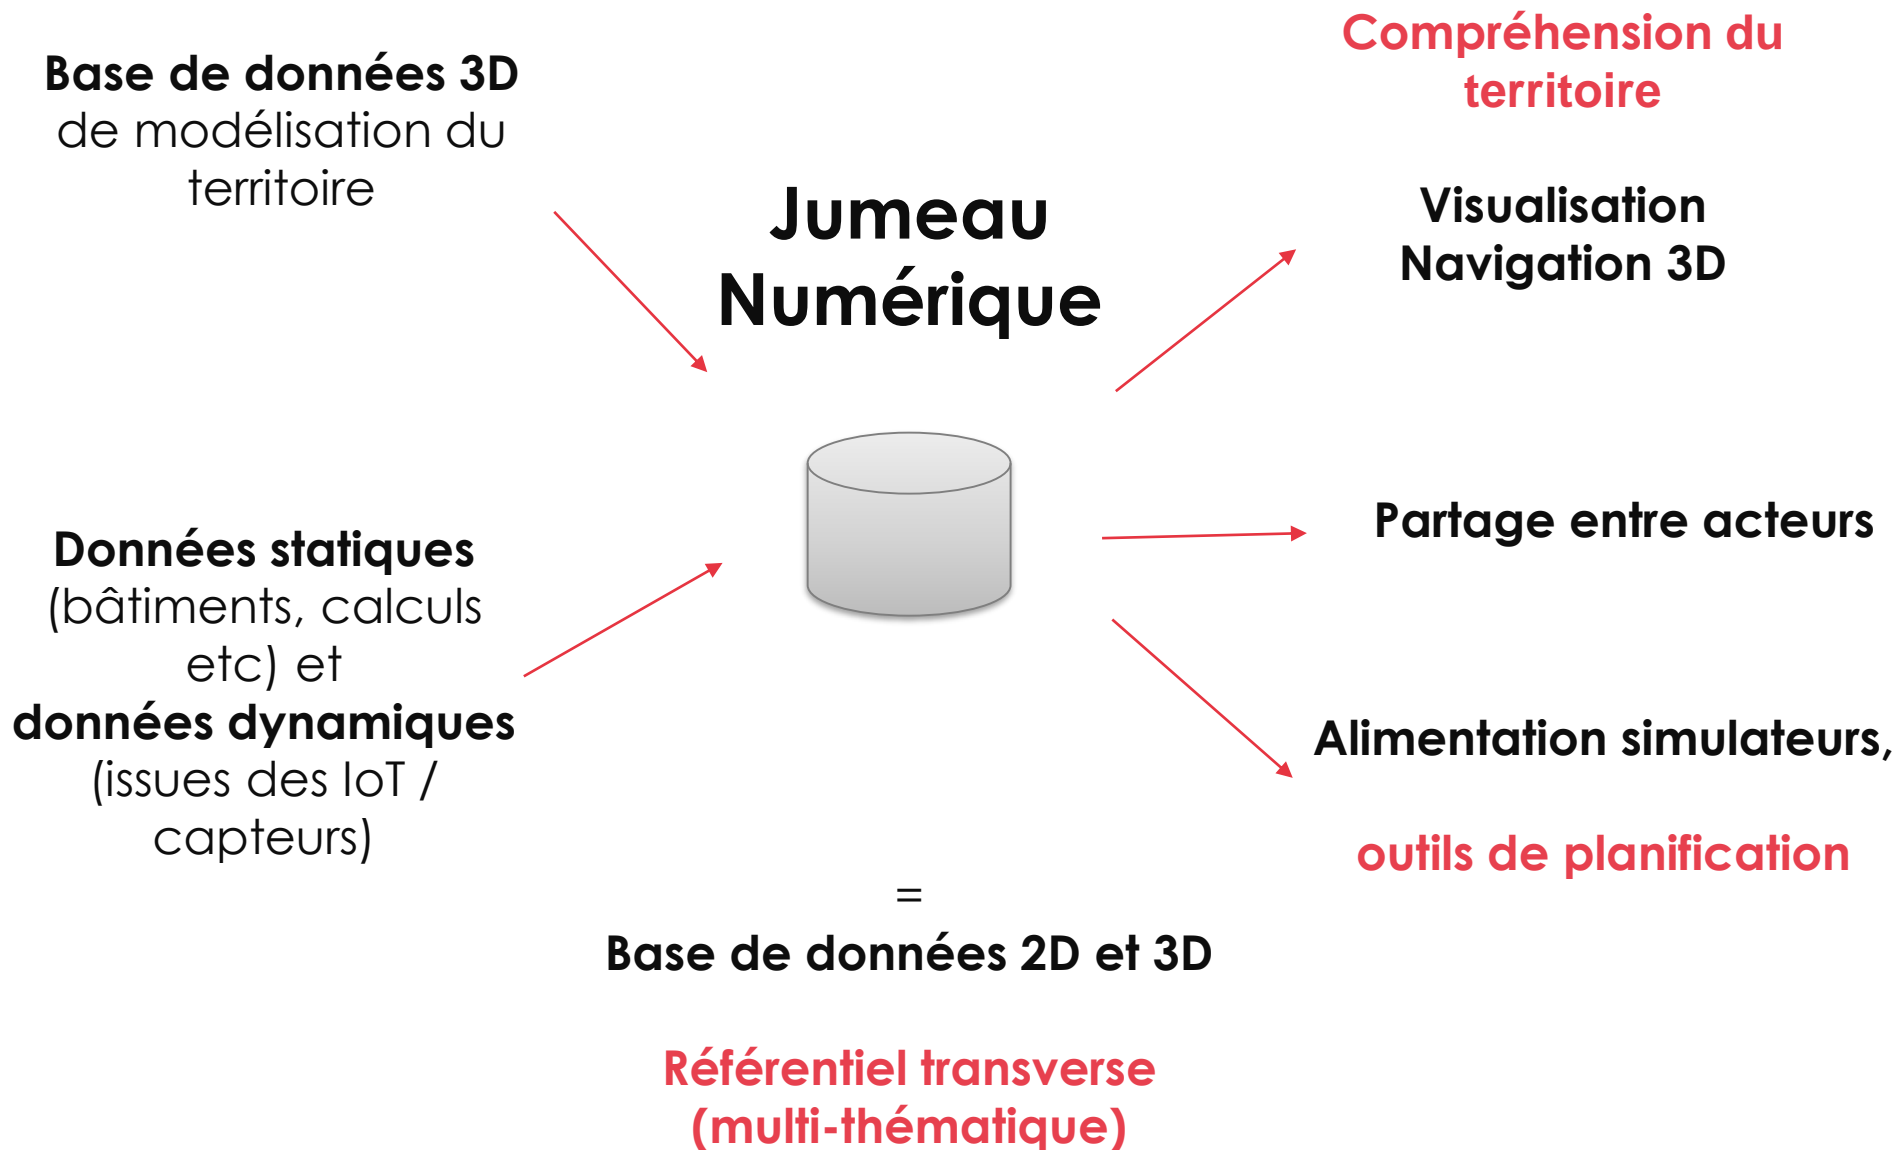 Base de données 3D
de modélisation du
territoire
Données statiques
(bâtiments, calculs
etc) et
données dynamiques
(issues des IoT /
capteurs)
Jumeau
Numérique
=
Base de données 2D et 3D
Référentiel transverse
(multi-thématique)
Compréhension du
territoire
Visualisation
Navigation 3D
Partage entre acteurs
Alimentation simulateurs,
outils de planification